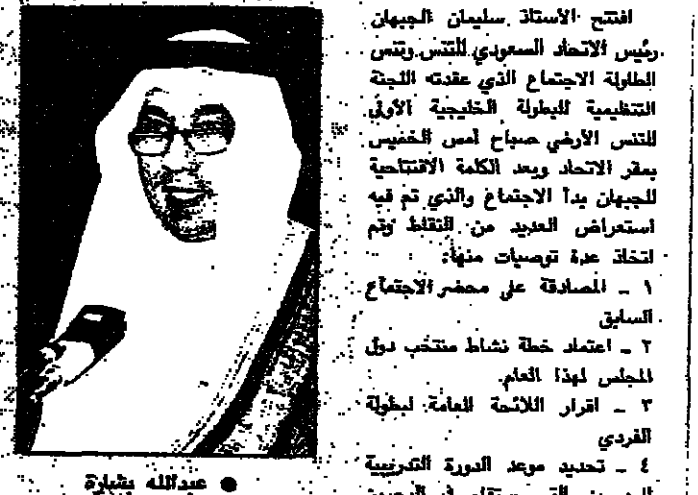 افتتح الأستاذ سليمان الجبهان
رئيس الاتحاد السعودي للتنس وتنس
الطاولة الاجتماع الذي عقدته اللجنة
التنظيمية للبطولة الخليجية الأولى
للتنس الأرضي صباح أمس الخميس
بمقر الاتحاد وبعد الكلمة الافتتاحية
للجبهان بدأ الاجتماع والذي تم فيه
استعراض العديد من النقاط وتم
اتخاذ عدة توصيات منها:
١ ـ المصادقة على محضر الاجتماع
السابق
٢ ـ اعتماد خطة نشاط منتخب دول
المجلس لهذا العام.
٣ ـ اقرار اللائحة العامة لبطولة
الفردي
٤ ـ تحديد موعد الدورة التدريبية
● عبدالله بشارة